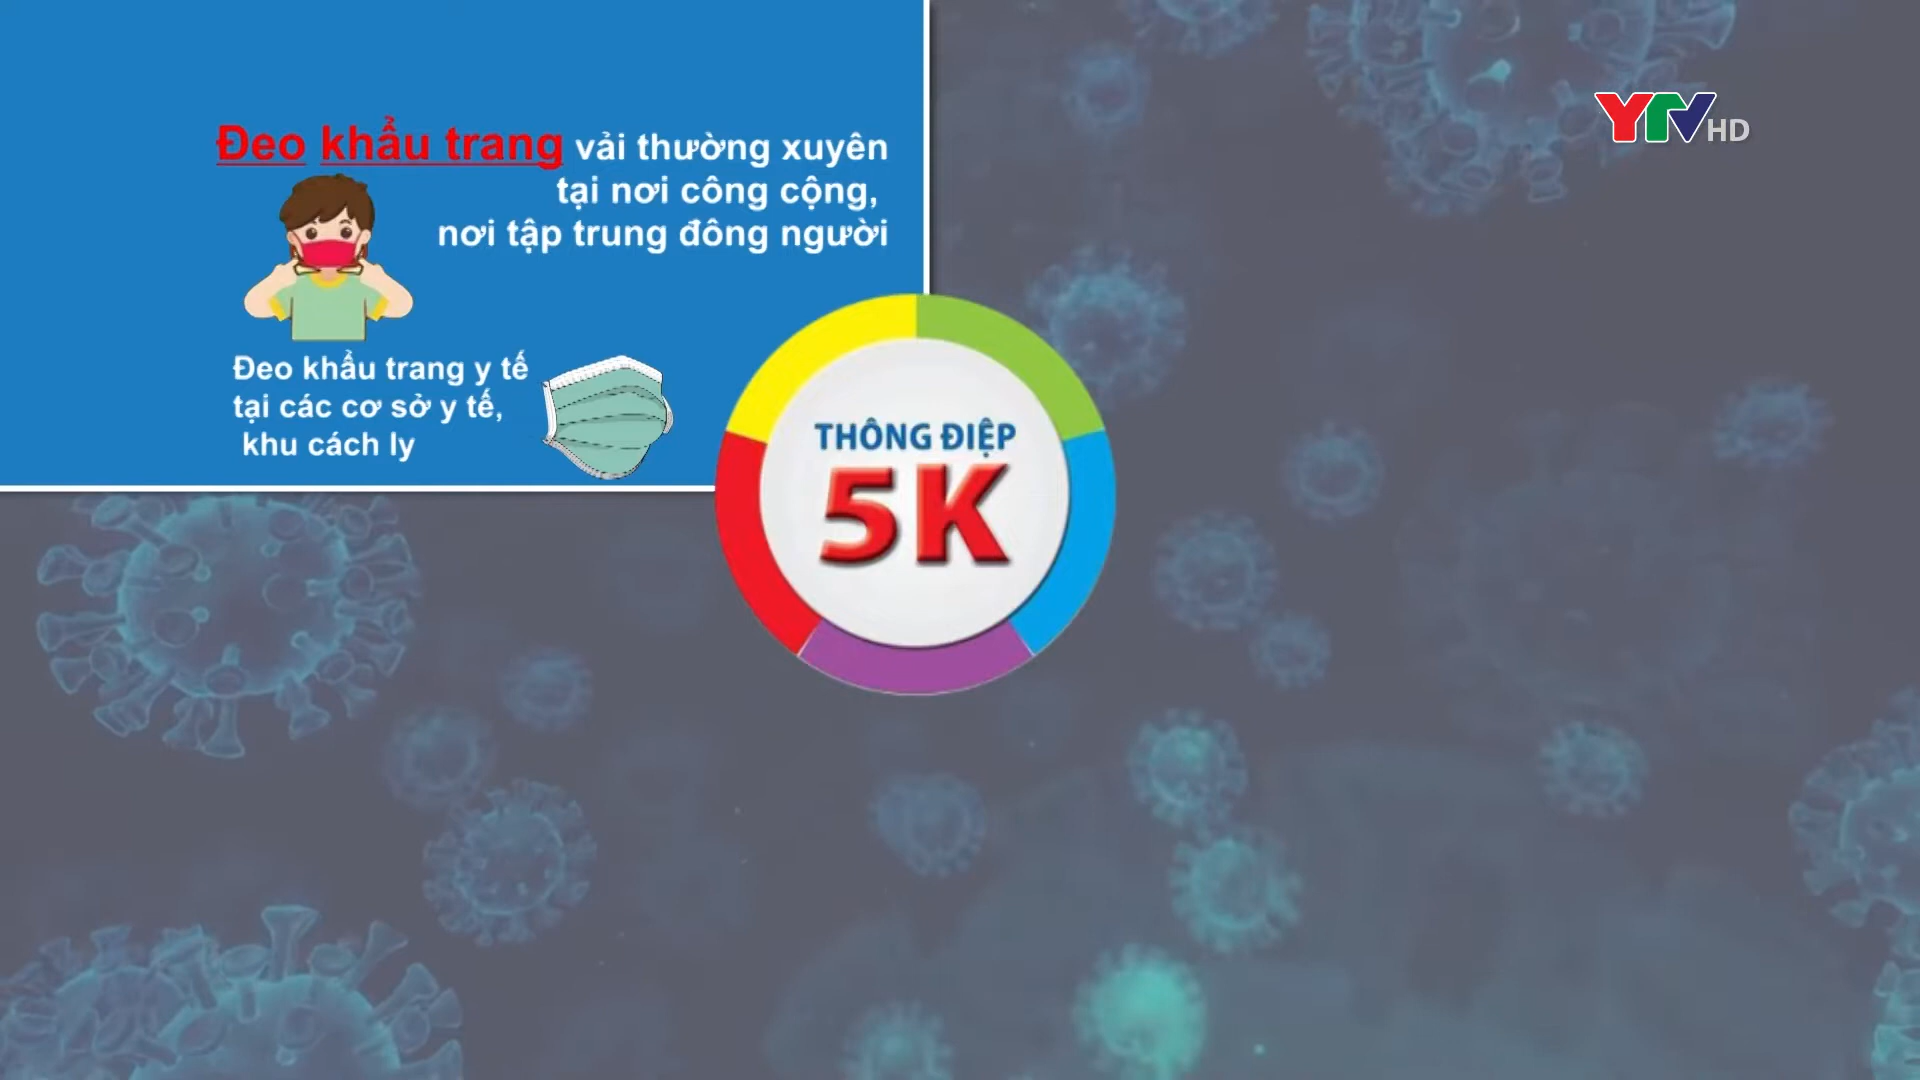 Đeo khẩu trang vải thường xuyên
tại nơi công cộng,
nơi tập trung đông người
Đeo khẩu trang y tế
tại các cơ sở y tế,
khu cách ly
THÔNG ĐIỆP
5K
YTV HD